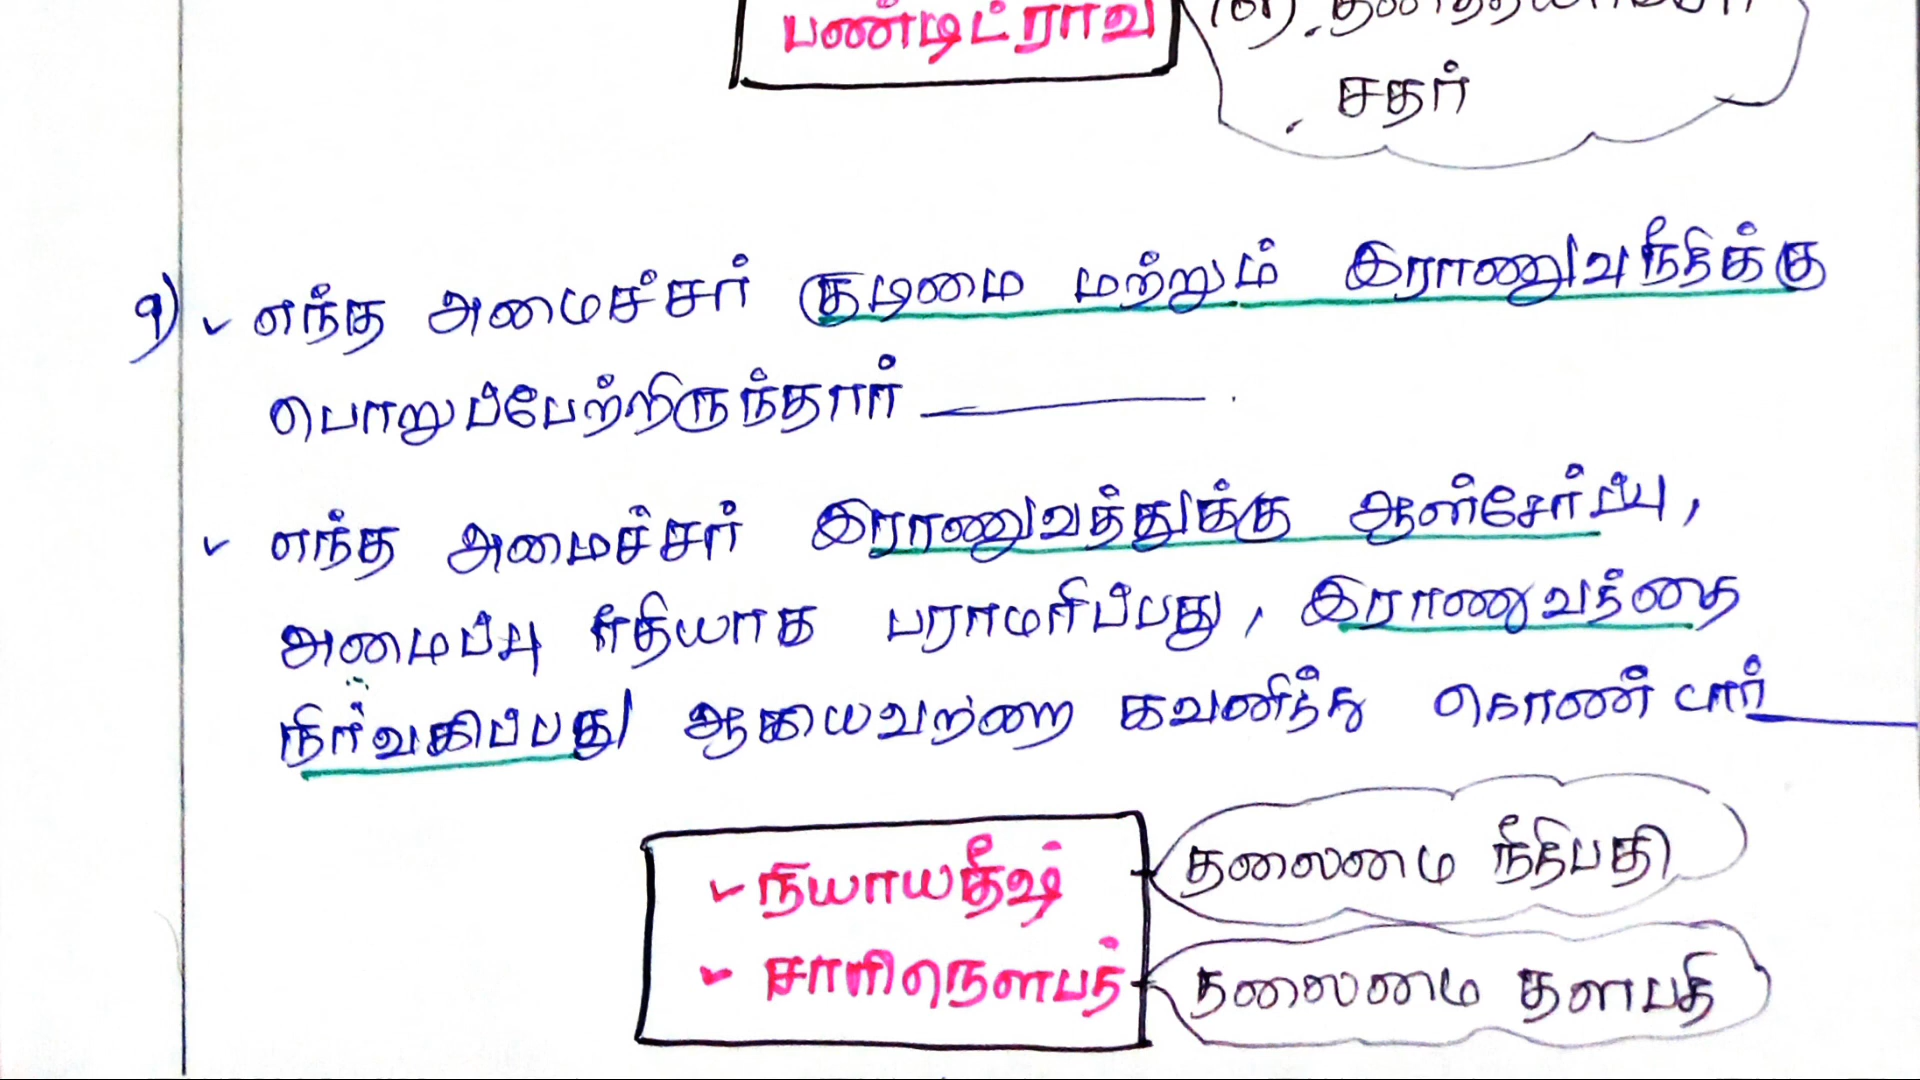 பண்டிட்ராவ்
சதர்
9) எந்த அமைச்சர் குடிமை மற்றும் இராணுவநீதிக்கு
பொறுப்பேற்றிருந்தார் ______.
எந்த அமைச்சர் இராணுவத்துக்கு ஆள்சேர்ப்பு,
அமைப்பு ரீதியாக பராமரிப்பது, இராணுவத்தை
நிர்வகிப்பது ஆகியவற்றை கவனித்து கொண்டார் ______
நியாயதீஷ் தலைமை நீதிபதி
சாரிநௌபத் தலைமை தளபதி